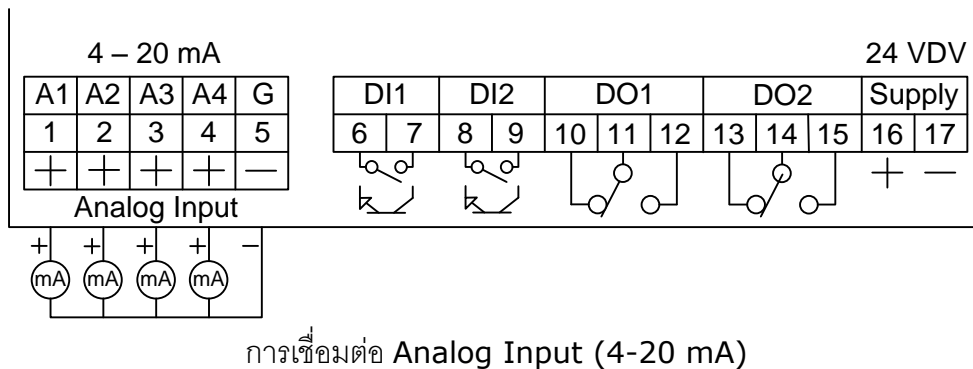 4 – 20 mA 24 VDV
A1 A2 A3 A4 G DI1 DI2 DO1 DO2 Supply
1 2 3 4 5 6 7 8 9 10 11 12 13 14 15 16 17
+ + + + — + —
Analog Input
+ + + + –
mA mA mA mA
การเชื่อมต่อ Analog Input (4-20 mA)